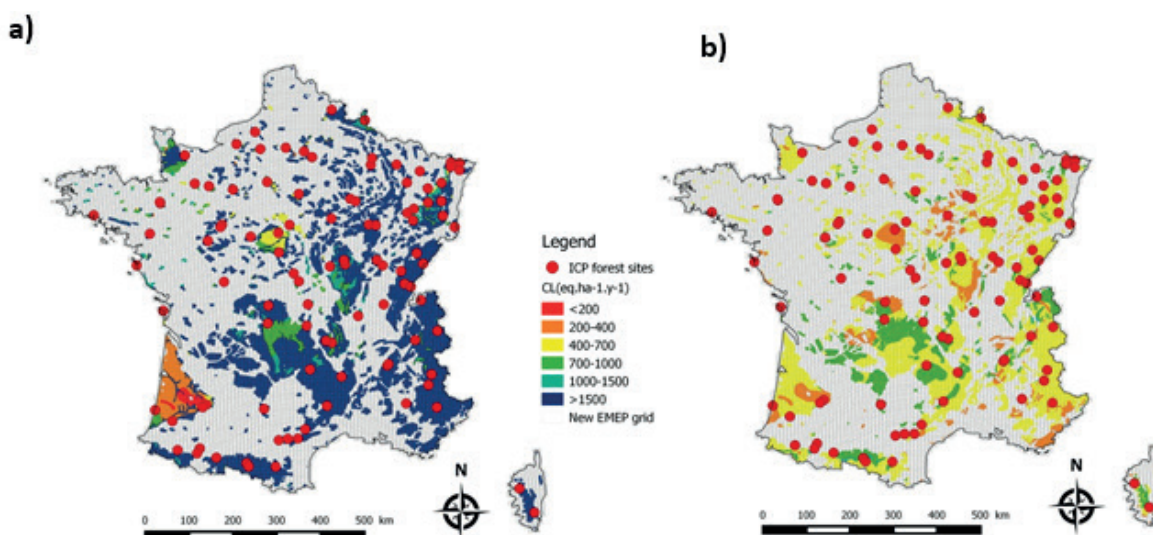 a)
b)
Legend
ICP forest sites
CL(eq.ha-1.y-1)
<200
200-400
400-700
700-1000
1000-1500
>1500
New EMEP grid
N
N
0 100 200 300 400 500 km
0 100 200 300 400 500 km